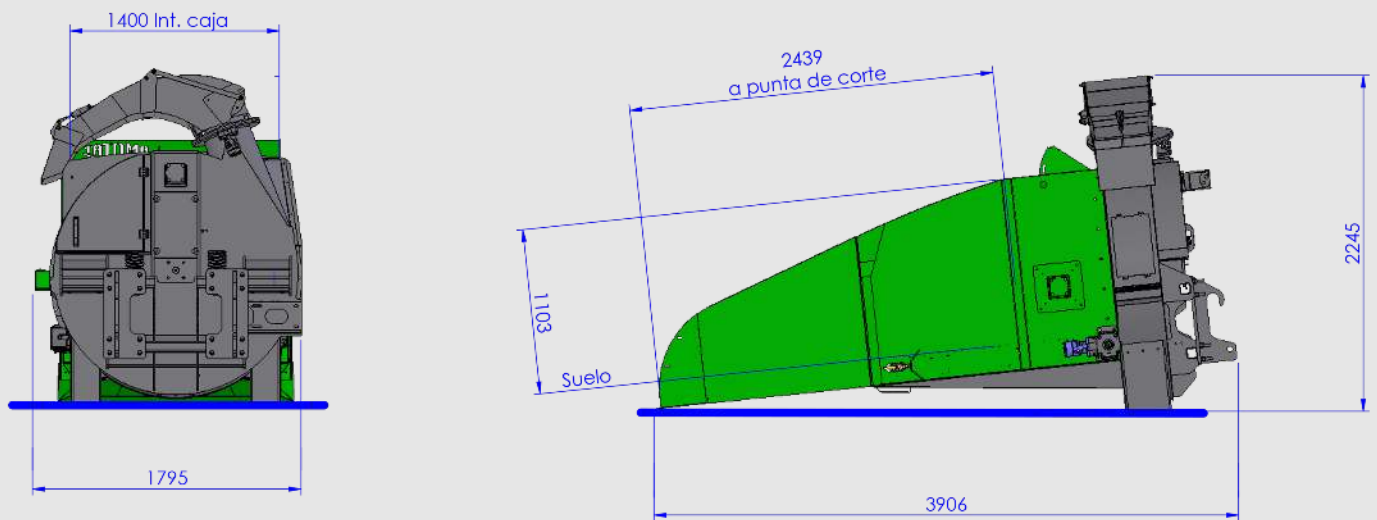 1400 Int. caja
1795
2439
a punta de corte
1103
Suelo
2245
3906